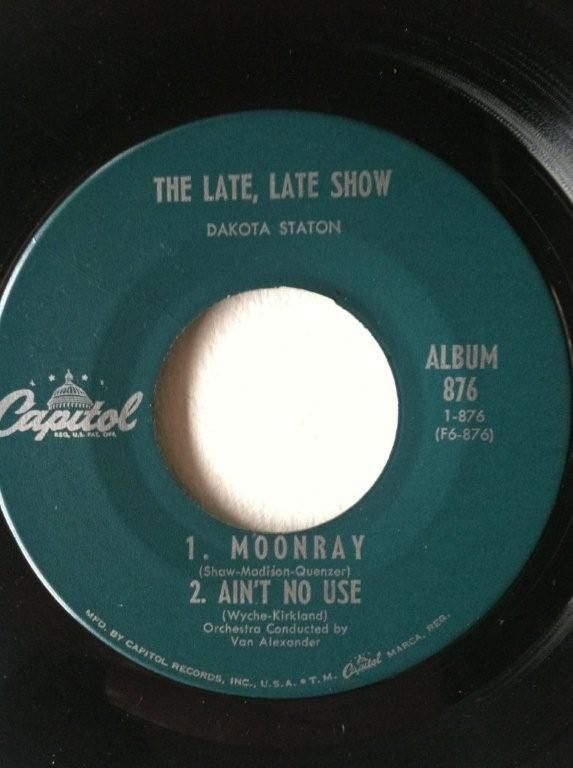 THE LATE, LATE SHOW
DAKOTA STATON
ALBUM
876
1-876
(F6-876)
Capitol
REG. U.S. PAT. OFF.
1. MOONRAY
(Shaw-Madison-Quenzer)
2. AIN'T NO USE
(Wyche-Kirkland)
Orchestra Conducted by
Van Alexander
MFD. BY CAPITOL RECORDS, INC., U.S.A. • T.M. Capitol MARCA REG.